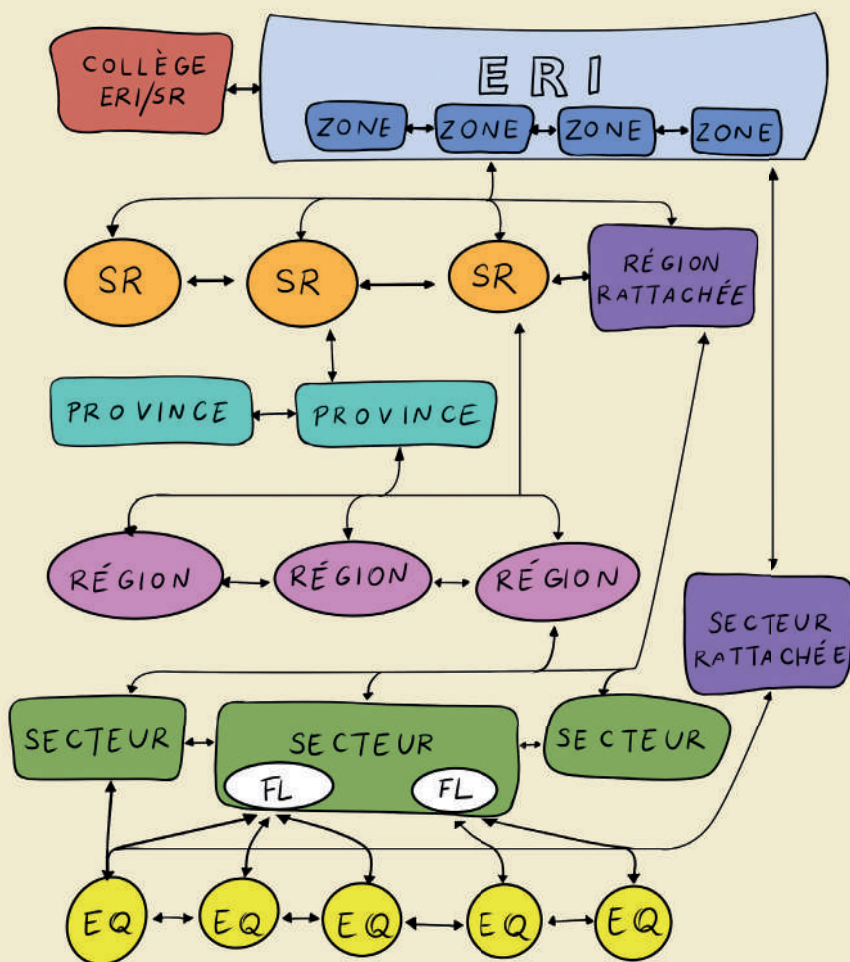 COLLÈGE
ERI/SR
ERI
ZONE
ZONE
ZONE
ZONE
SR
SR
SR
RÉGION
RATTACHÉE
PROVINCE
PROVINCE
RÉGION
RÉGION
RÉGION
SECTEUR
RATTACHÉE
SECTEUR
SECTEUR
SECTEUR
FL
FL
EQ
EQ
EQ
EQ
EQ